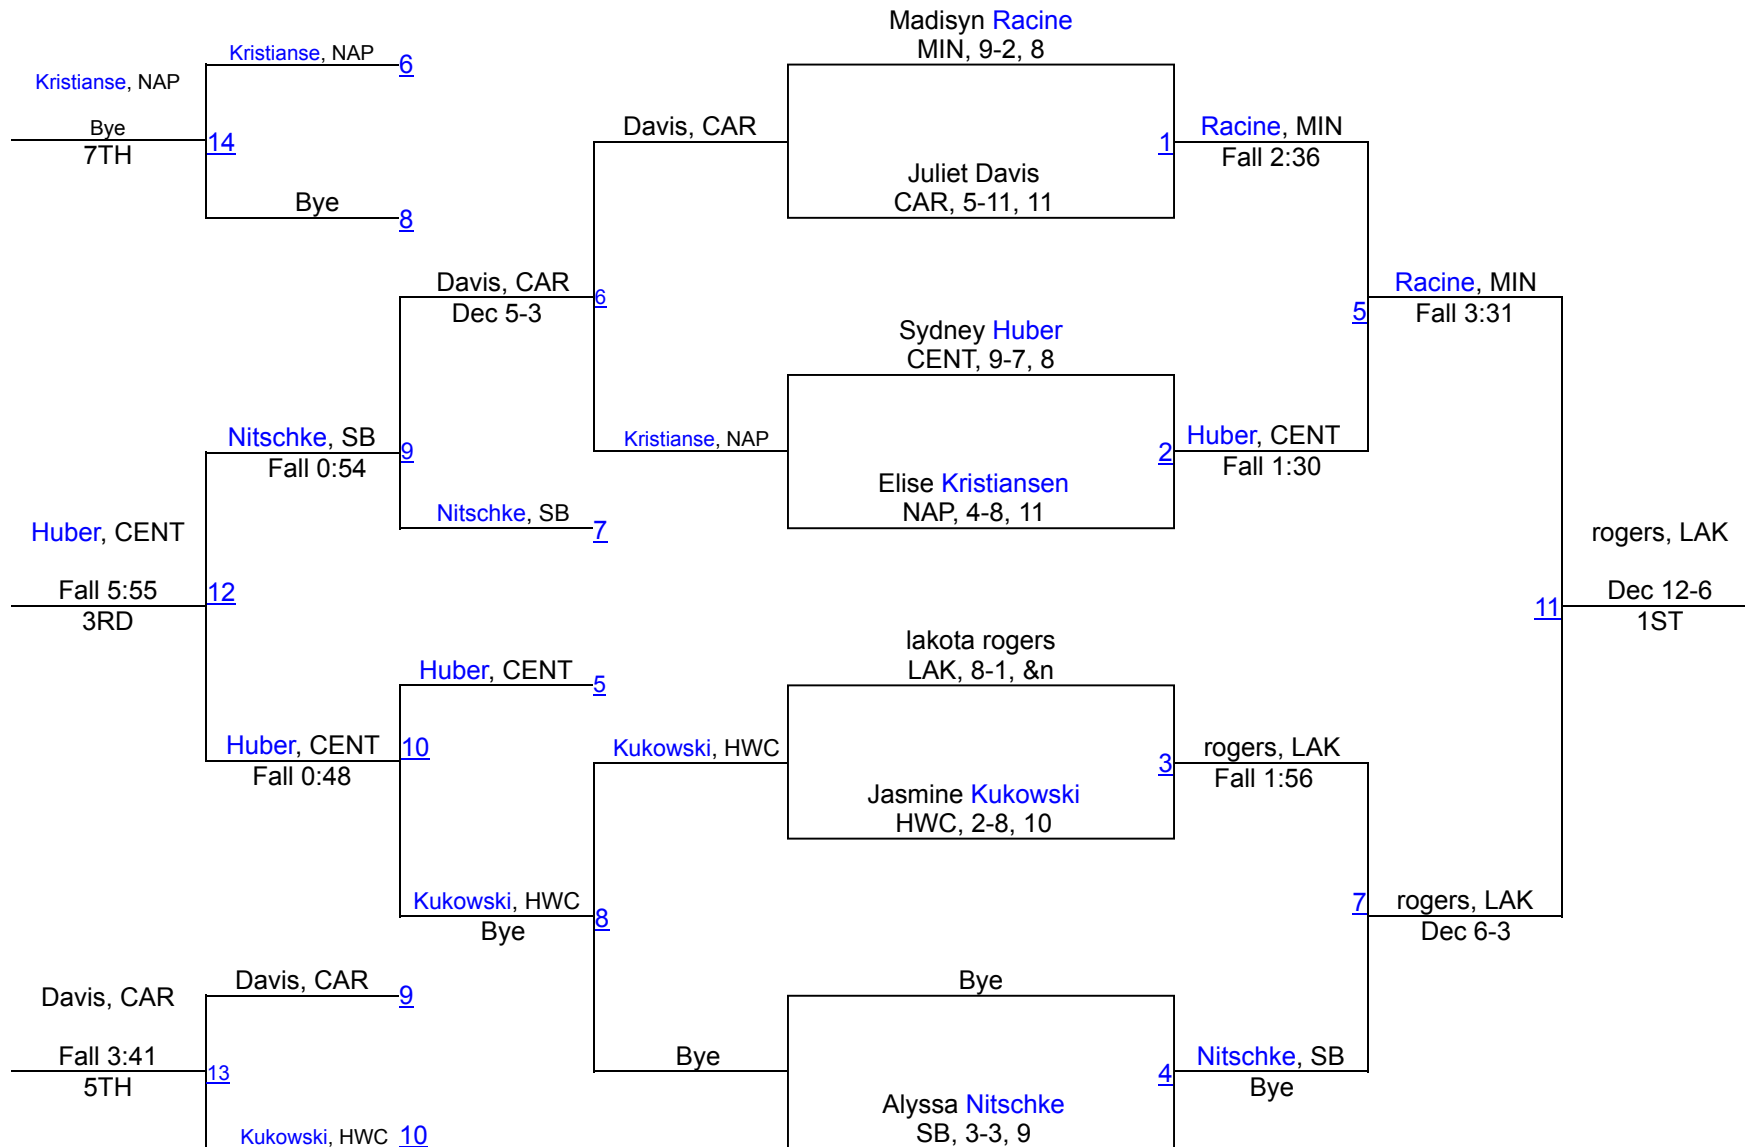 Madisyn Racine
MIN, 9-2, 8
Kristianse, NAP
6
Kristianse, NAP
Bye
14
7TH
Davis, CAR
1
Racine, MIN
Fall 2:36
Juliet Davis
CAR, 5-11, 11
Bye
8
Davis, CAR
6
Dec 5-3
Racine, MIN
5
Fall 3:31
Sydney Huber
CENT, 9-7, 8
Nitschke, SB
9
Fall 0:54
Kristianse, NAP
2
Huber, CENT
Fall 1:30
Elise Kristiansen
NAP, 4-8, 11
Nitschke, SB
7
Huber, CENT
Fall 5:55
12
3RD
rogers, LAK
Dec 12-6
11
1ST
lakota rogers
LAK, 8-1, &n
Huber, CENT
5
Huber, CENT
10
Fall 0:48
Kukowski, HWC
3
rogers, LAK
Fall 1:56
Jasmine Kukowski
HWC, 2-8, 10
Kukowski, HWC
8
Bye
7
rogers, LAK
Dec 6-3
Davis, CAR
Davis, CAR
9
Bye
Fall 3:41
13
5TH
Bye
4
Nitschke, SB
Bye
Alyssa Nitschke
SB, 3-3, 9
Kukowski, HWC
10